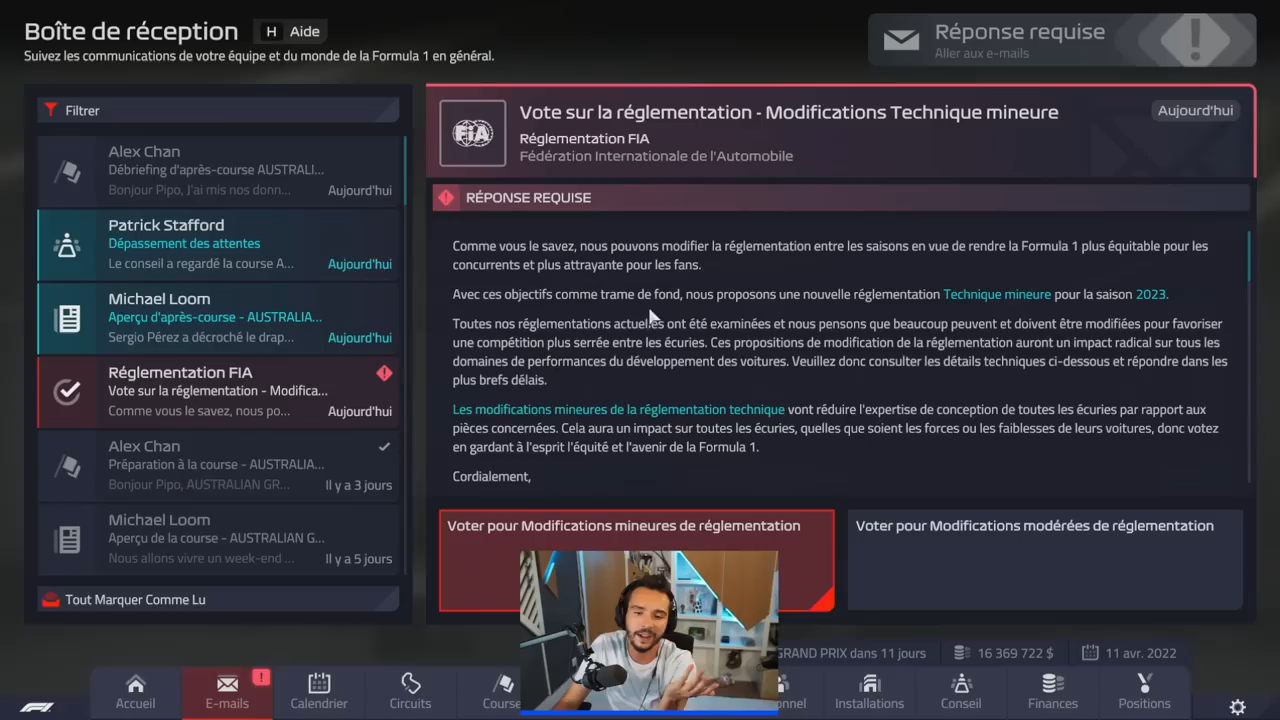 Boîte de réception
H Aide
Suivez les communications de votre équipe et du monde de la Formula 1 en général.
Réponse requise
Aller aux e-mails
Filtrer
Alex Chan
Débriefing d'après-course AUSTRALI...
Bonjour Pipo, J'ai mis nos donn...
Aujourd'hui
Patrick Stafford
Dépassement des attentes
Le conseil a regardé la course A...
Aujourd'hui
Michael Loom
Aperçu d'après-course - AUSTRALIA...
Sergio Pérez a décroché le drap...
Aujourd'hui
Réglementation FIA
Vote sur la réglementation - Modifica...
Comme vous le savez, nous po...
Aujourd'hui
Alex Chan
Préparation à la course - AUSTRALIA...
Bonjour Pipo, AUSTRALIAN GR...
Il y a 3 jours
Michael Loom
Aperçu de la course - AUSTRALIAN G...
Nous allons vivre un week-end ...
Il y a 5 jours
Tout Marquer Comme Lu
FiA
Vote sur la réglementation - Modifications Technique mineure
Aujourd'hui
Réglementation FIA
Fédération Internationale de l'Automobile
RÉPONSE REQUISE
Comme vous le savez, nous pouvons modifier la réglementation entre les saisons en vue de rendre la Formula 1 plus équitable pour les
concurrents et plus attrayante pour les fans.
Avec ces objectifs comme trame de fond, nous proposons une nouvelle réglementation Technique mineure pour la saison 2023.
Toutes nos réglementations actuelles ont été examinées et nous pensons que beaucoup peuvent et doivent être modifiées pour favoriser
une compétition plus serrée entre les écuries. Ces propositions de modification de la réglementation auront un impact radical sur tous les
domaines de performances du développement des voitures. Veuillez donc consulter les détails techniques ci-dessous et répondre dans les
plus brefs délais.
Les modifications mineures de la réglementation technique vont réduire l'expertise de conception de toutes les écuries par rapport aux
pièces concernées. Cela aura un impact sur toutes les écuries, quelles que soient les forces ou les faiblesses de leurs voitures, donc votez
en gardant à l'esprit l'équité et l'avenir de la Formula 1.
Cordialement,
Voter pour Modifications mineures de réglementation
Voter pour Modifications modérées de réglementation
GRAND PRIX dans 11 jours
16 369 722 $
11 avr. 2022
Accueil
E-mails
Calendrier
Circuits
Course
Installations
Conseil
Finances
Positions